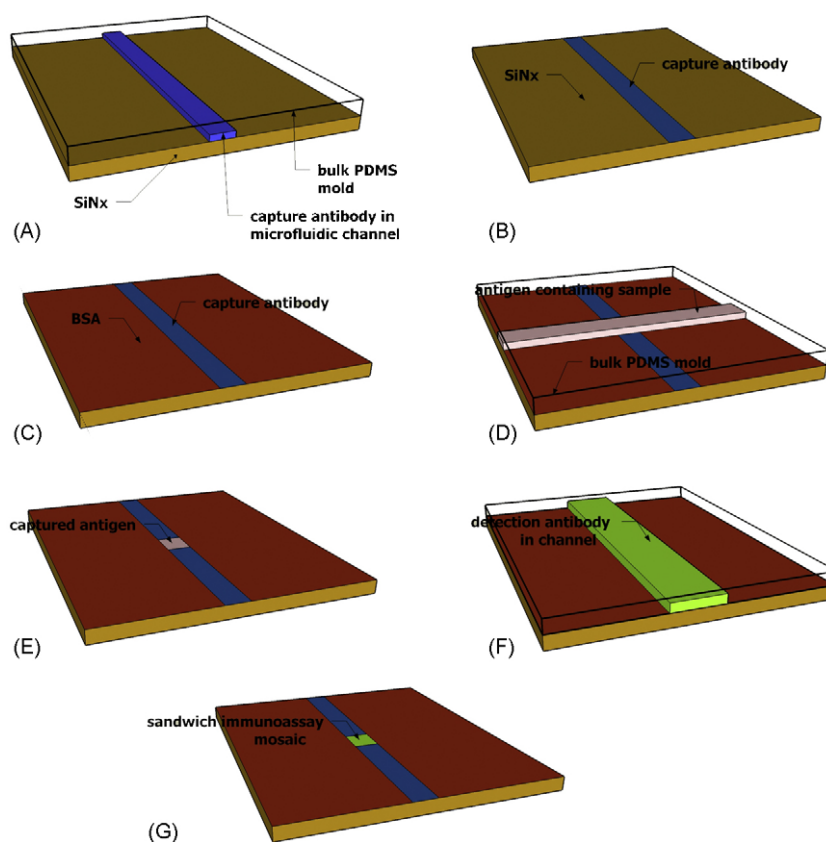 SiNx
bulk PDMS
mold
capture antibody in
microfluidic channel
(A)
SiNx
capture antibody
(B)
BSA
capture antibody
(C)
antigen containing sample
bulk PDMS mold
(D)
captured antigen
(E)
detection antibody
in channel
(F)
sandwich immunoassay
mosaic
(G)